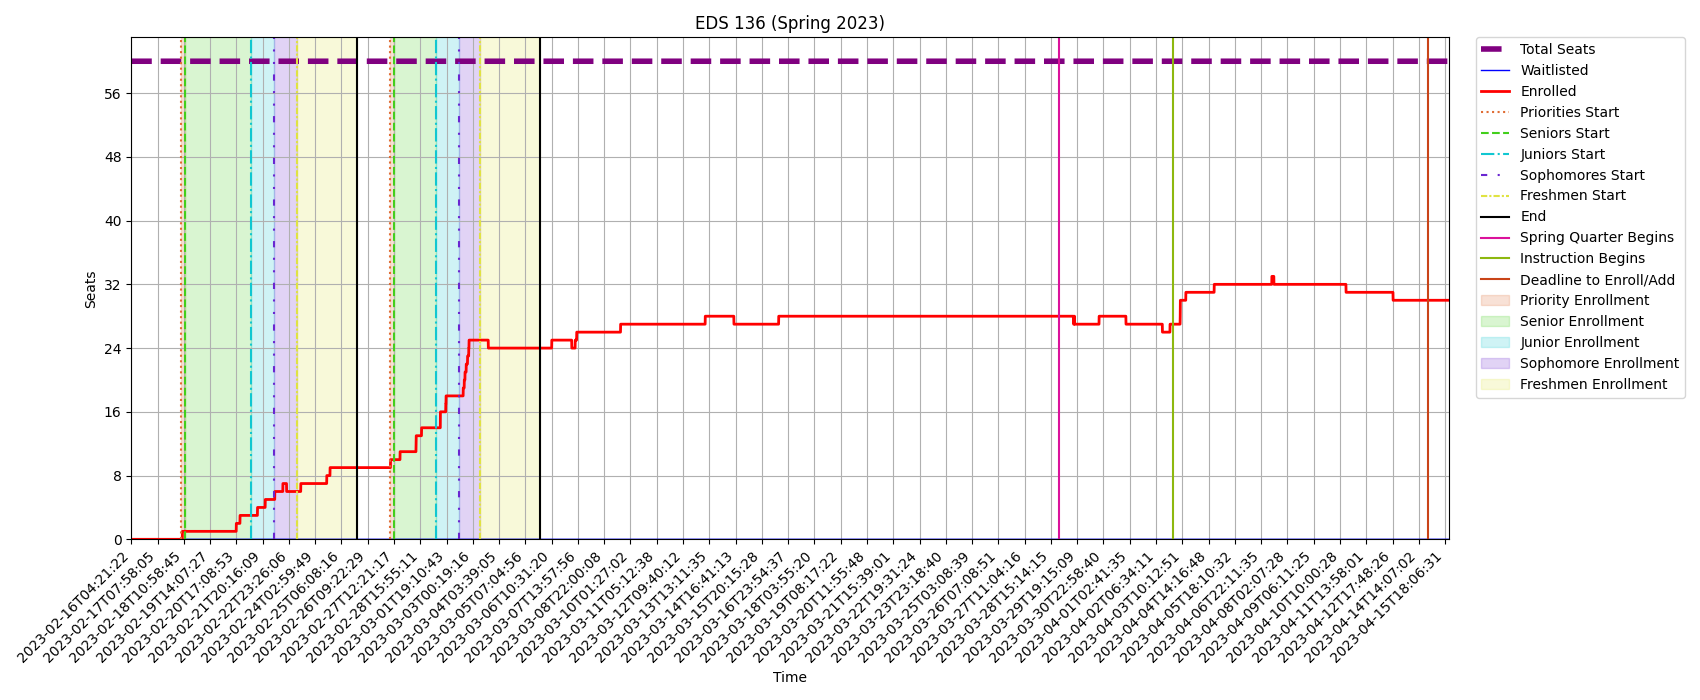 EDS 136 (Spring 2023)
Seats
56
48
40
32
24
16
8
0
2023-02-16T04:21:22
2023-02-17T07:58:05
2023-02-18T10:58:45
2023-02-19T14:07:27
2023-02-20T17:08:53
2023-02-21T20:16:09
2023-02-22T23:26:06
2023-02-24T02:59:49
2023-02-25T06:08:16
2023-02-26T09:22:29
2023-02-27T12:21:17
2023-02-28T15:55:11
2023-03-01T19:10:43
2023-03-03T00:19:16
2023-03-04T03:39:05
2023-03-05T07:04:56
2023-03-06T10:31:20
2023-03-07T13:57:56
2023-03-08T22:00:08
2023-03-10T01:27:02
2023-03-11T05:12:38
2023-03-12T09:40:12
2023-03-13T13:11:35
2023-03-14T16:41:13
2023-03-15T20:15:28
2023-03-16T23:54:37
2023-03-18T03:55:20
2023-03-19T08:17:22
2023-03-20T11:55:48
2023-03-21T15:39:01
2023-03-22T19:31:24
2023-03-23T23:18:40
2023-03-25T03:08:39
2023-03-26T07:08:51
2023-03-27T11:04:16
2023-03-28T15:14:15
2023-03-29T19:15:09
2023-03-30T22:58:40
2023-04-01T02:41:35
2023-04-02T06:34:11
2023-04-03T10:12:51
2023-04-04T14:16:48
2023-04-05T18:10:32
2023-04-06T22:11:35
2023-04-08T02:07:28
2023-04-09T06:11:25
2023-04-10T10:00:28
2023-04-11T13:58:01
2023-04-12T17:48:26
2023-04-14T14:07:02
2023-04-15T18:06:31
Time
Total Seats
Waitlisted
Enrolled
Priorities Start
Seniors Start
Juniors Start
Sophomores Start
Freshmen Start
End
Spring Quarter Begins
Instruction Begins
Deadline to Enroll/Add
Priority Enrollment
Senior Enrollment
Junior Enrollment
Sophomore Enrollment
Freshmen Enrollment